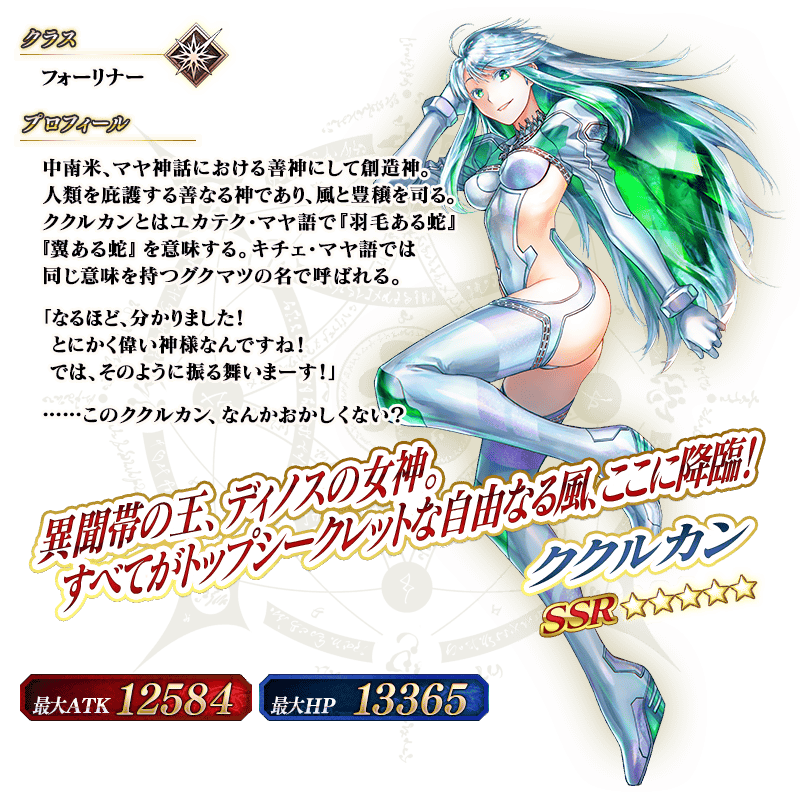 クラス
フォーリナー
プロフィール
中南米、マヤ神話における善神にして創造神。
人類を庇護する善なる神であり、風と豊穣を司る。
ククルカンとはユカテク・マヤ語で『羽毛ある蛇』
『翼ある蛇』を意味する。キチェ・マヤ語では
同じ意味を持つグクマツの名で呼ばれる。
「なるほど、分かりました！
とにかく偉い神様なんですね！
では、そのように振る舞いまーす！」
……このククルカン、なんかおかしくない？
異聞帯の王、ディノスの女神。
すべてがトップシークレットな自由なる風、ここに降臨！
ククルカン
SSR ★★★★★
最大ATK 12584
最大HP 13365